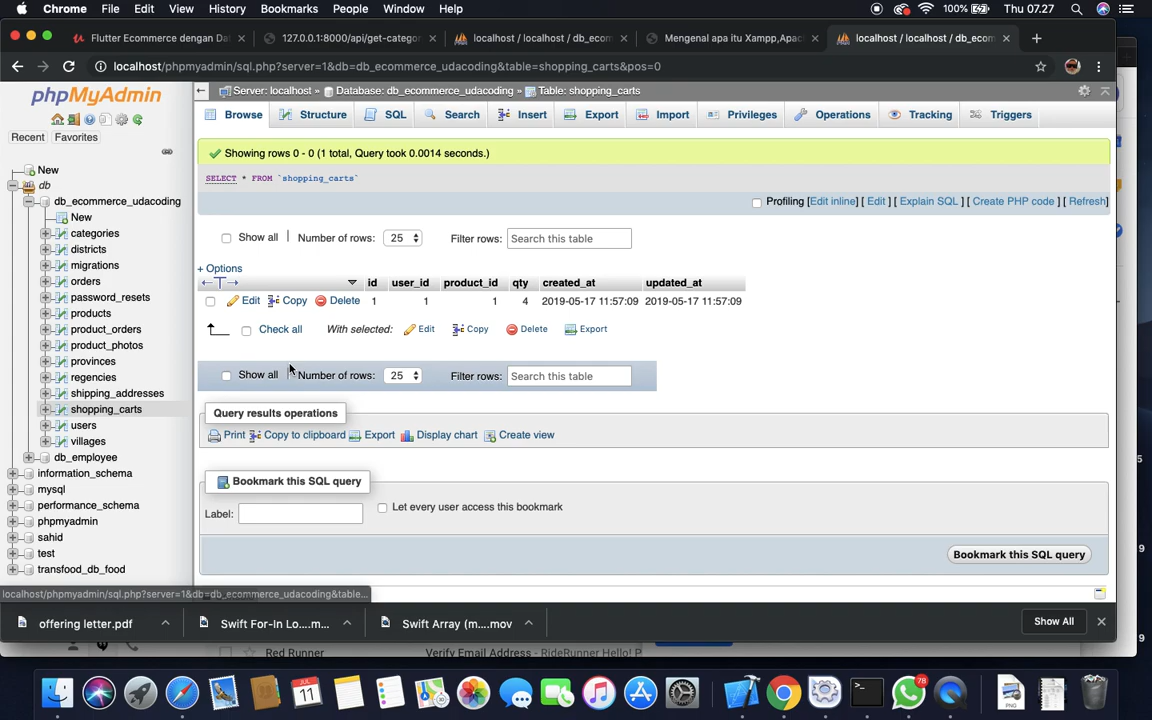 Chrome File Edit View History Bookmarks People Window Help 100% Thu 07.27
Flutter Ecommerce dengan Da
127.0.0.1:8000/api/get-categor
localhost / localhost / db_ecom
Mengenal apa itu Xampp,Apac
localhost / localhost / db_ecom
localhost/phpmyadmin/sql.php?server=1&db=db_ecommerce_udacoding&table=shopping_carts&pos=0
phpMyAdmin
Recent Favorites
New
db
db_ecommerce_udacoding
New
categories
districts
migrations
orders
password_resets
products
product_orders
product_photos
provinces
regencies
shipping_addresses
shopping_carts
users
villages
db_employee
information_schema
mysql
performance_schema
phpmyadmin
sahid
test
transfood_db_food
Server: localhost » Database: db_ecommerce_udacoding » Table: shopping_carts
Browse Structure SQL Search Insert Export Import Privileges Operations Tracking Triggers
Showing rows 0 - 0 (1 total, Query took 0.0014 seconds.)
SELECT * FROM `shopping_carts`
Profiling [Edit inline] [ Edit ] [ Explain SQL ] [ Create PHP code ] [ Refresh]
Show all Number of rows: 25 Filter rows: Search this table
+ Options
id user_id product_id qty created_at updated_at
Edit Copy Delete 1 1 1 4 2019-05-17 11:57:09 2019-05-17 11:57:09
Check all With selected: Edit Copy Delete Export
Show all Number of rows: 25 Filter rows: Search this table
Query results operations
Print Copy to clipboard Export Display chart Create view
Bookmark this SQL query
Label: Let every user access this bookmark
Bookmark this SQL query
localhost/phpmyadmin/sql.php?server=1&db=db_ecommerce_udacoding&table...
offering letter.pdf Swift For-In Lo....m...mov Swift Array (m....mov Show All
Red Runner Verify Email Address - RideRunner Hello! P
JUL 11
78
PNG